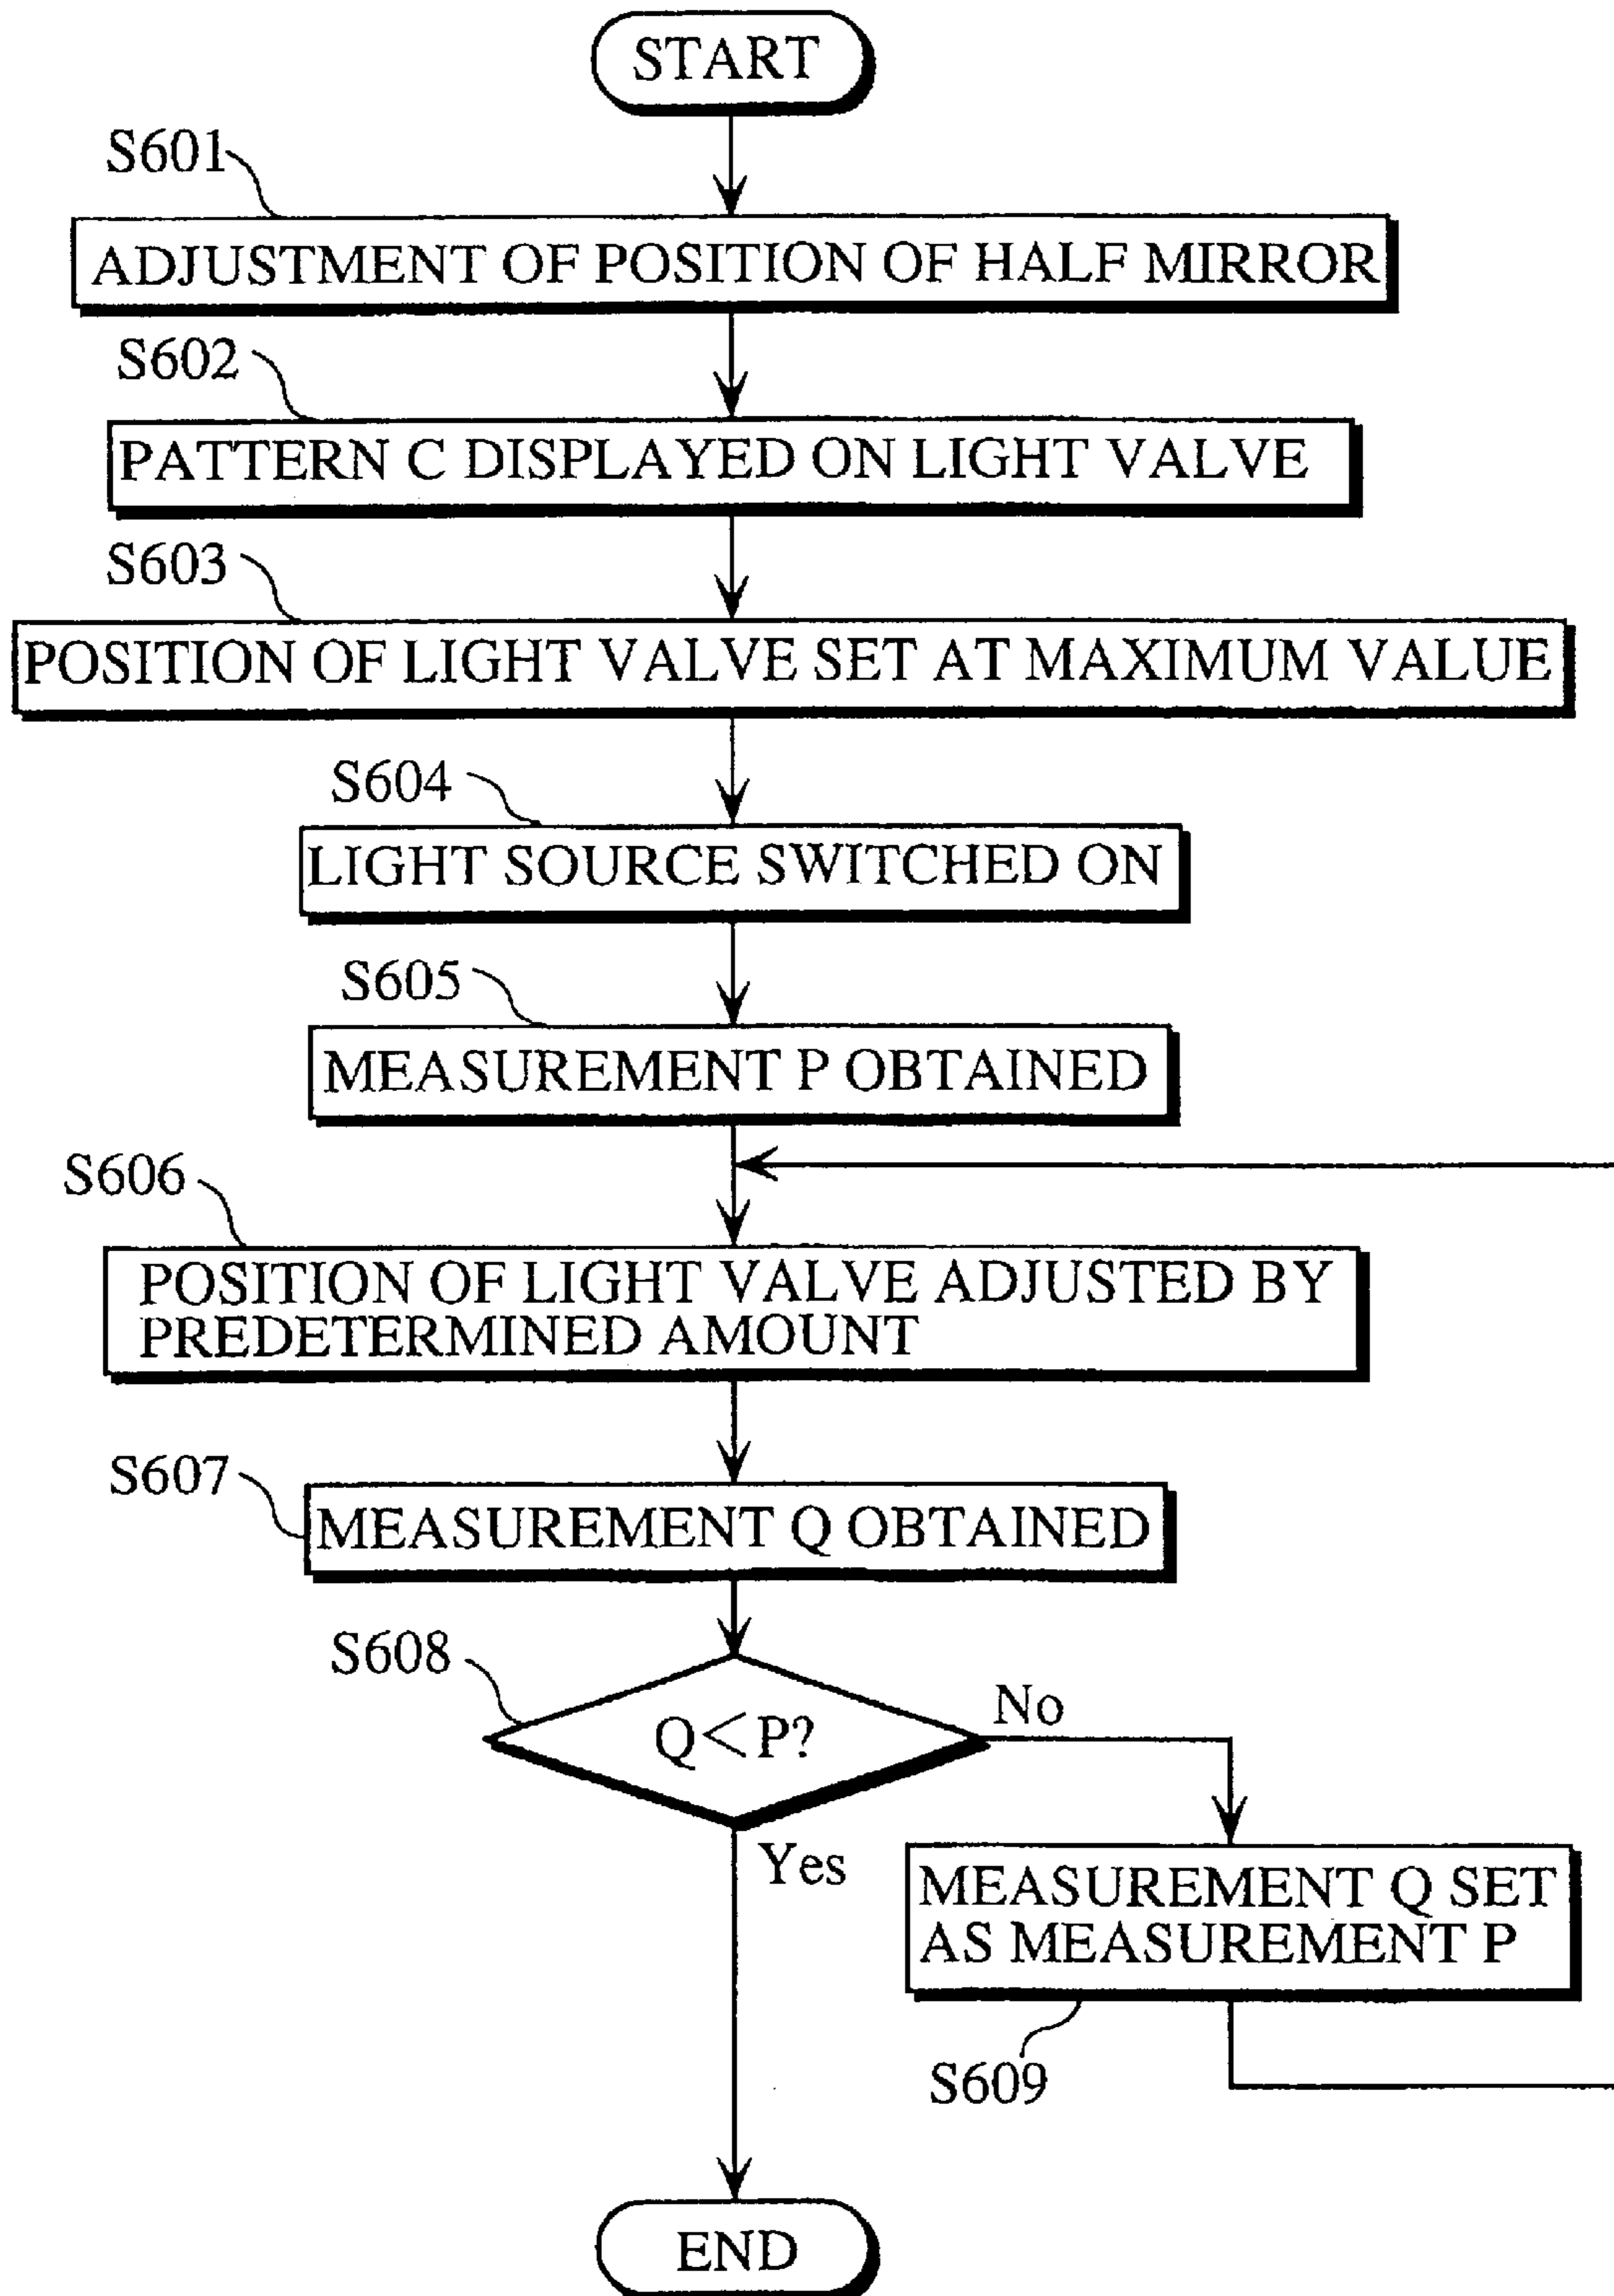 START
S601
ADJUSTMENT OF POSITION OF HALF MIRROR
S602
PATTERN C DISPLAYED ON LIGHT VALVE
S603
POSITION OF LIGHT VALVE SET AT MAXIMUM VALUE
S604
LIGHT SOURCE SWITCHED ON
S605
MEASUREMENT P OBTAINED
S606
POSITION OF LIGHT VALVE ADJUSTED BY
PREDETERMINED AMOUNT
S607
MEASUREMENT Q OBTAINED
S608
Q<P?
No
Yes
MEASUREMENT Q SET
AS MEASUREMENT P
S609
END